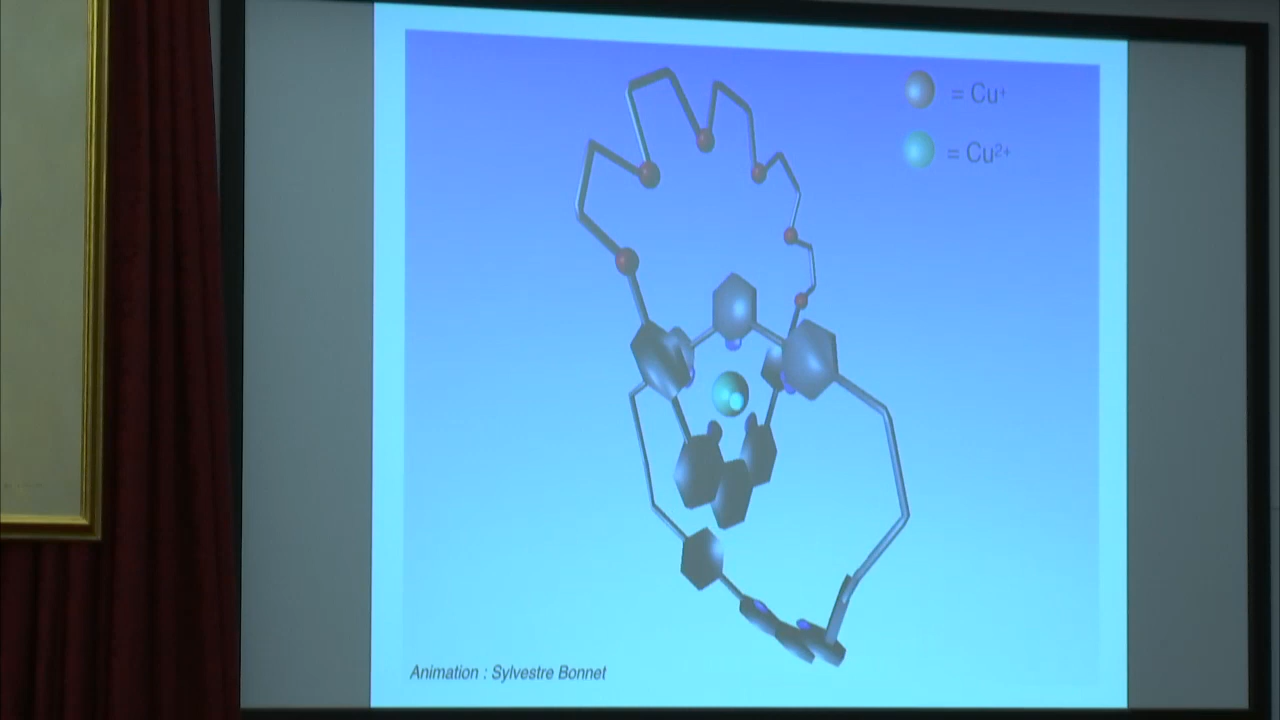 = Cu⁺
= Cu²⁺
Animation : Sylvestre Bonnet